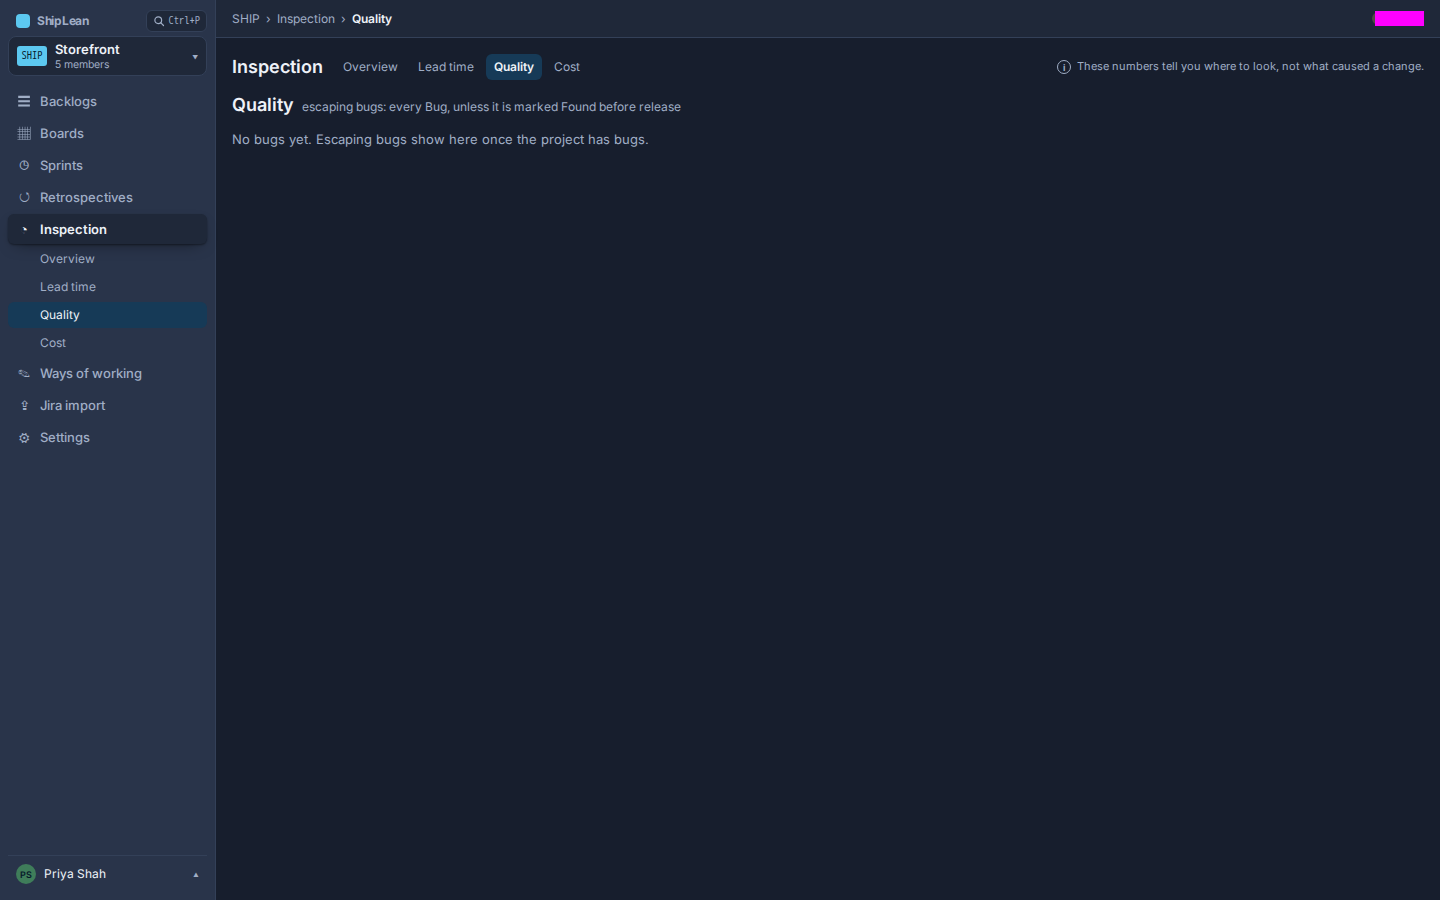 ShipLean
Ctrl+P
SHIP
Storefront
5 members
Backlogs
Boards
Sprints
Retrospectives
Inspection
Overview
Lead time
Quality
Cost
Ways of working
Jira import
Settings
PS
Priya Shah
SHIP › Inspection › Quality
Inspection
Overview
Lead time
Quality
Cost
These numbers tell you where to look, not what caused a change.
Quality escaping bugs: every Bug, unless it is marked Found before release
No bugs yet. Escaping bugs show here once the project has bugs.